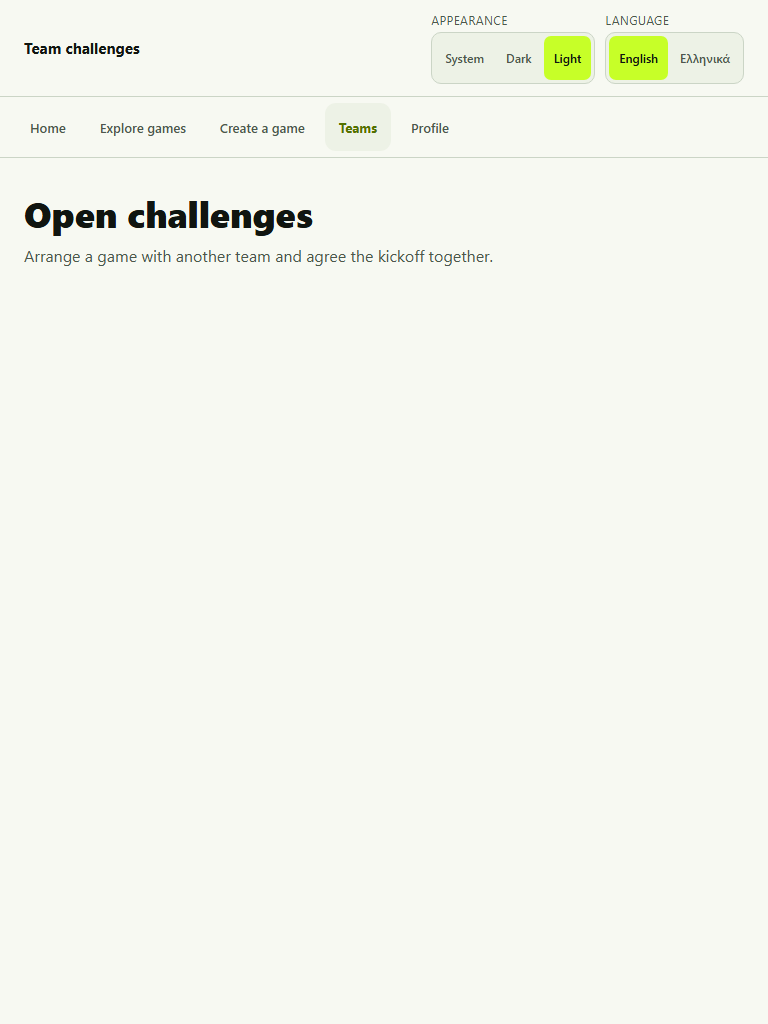 Team challenges
APPEARANCE
System Dark Light
LANGUAGE
English Ελληνικά
Home Explore games Create a game Teams Profile
Open challenges
Arrange a game with another team and agree the kickoff together.